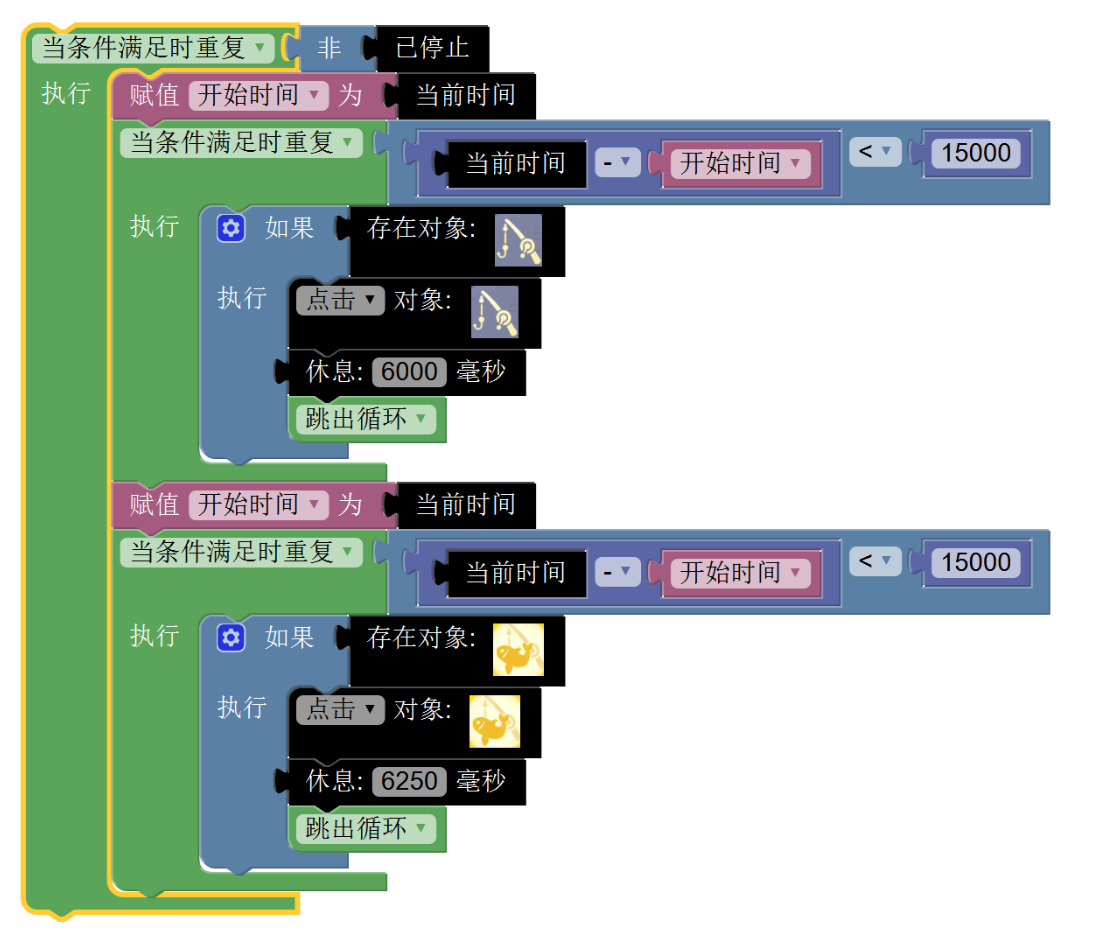 当条件满足时重复 非 已停止
执行 赋值 开始时间 为 当前时间
当条件满足时重复 当前时间 - 开始时间 < 15000
执行 如果 存在对象:
执行 点击 对象:
休息: 6000 毫秒
跳出循环
赋值 开始时间 为 当前时间
当条件满足时重复 当前时间 - 开始时间 < 15000
执行 如果 存在对象:
执行 点击 对象:
休息: 6250 毫秒
跳出循环